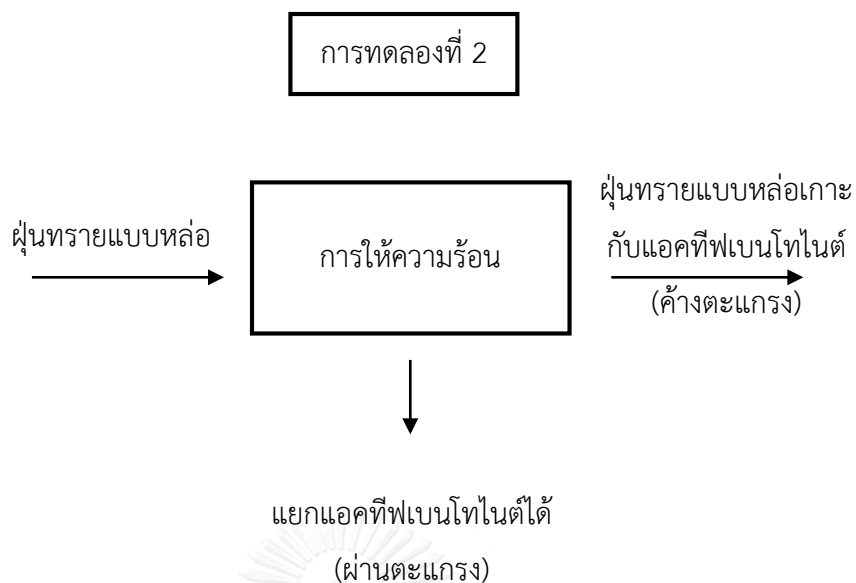 การทดลองที่ 2
ฝุ่นทรายแบบหล่อ
การให้ความร้อน
ฝุ่นทรายแบบหล่อเกาะ
กับแอคทีฟเบนโทไนต์
(ค้างตะแกรง)
แยกแอคทีฟเบนโทไนต์ได้
(ผ่านตะแกรง)